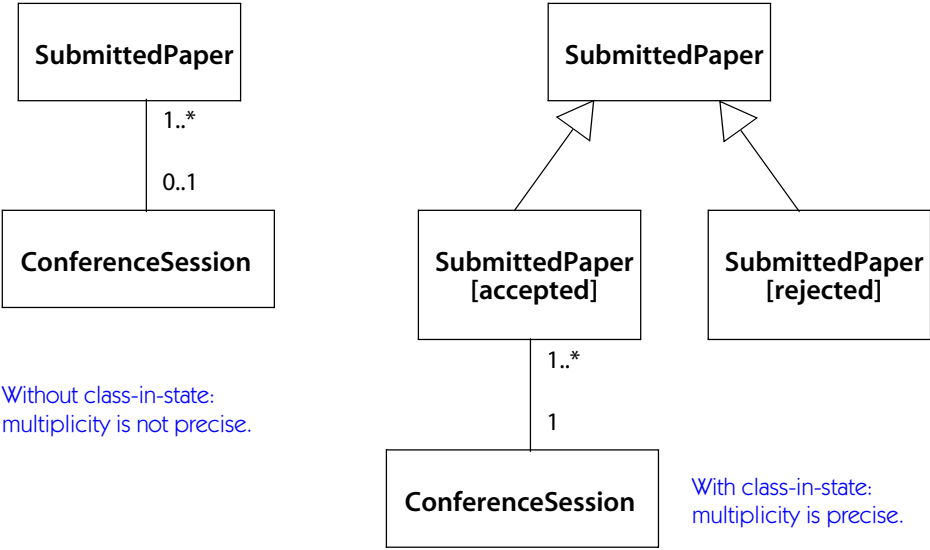 SubmittedPaper
1..*
0..1
ConferenceSession
Without class-in-state:
multiplicity is not precise.
SubmittedPaper
SubmittedPaper
[accepted]
SubmittedPaper
[rejected]
1..*
1
ConferenceSession
With class-in-state:
multiplicity is precise.